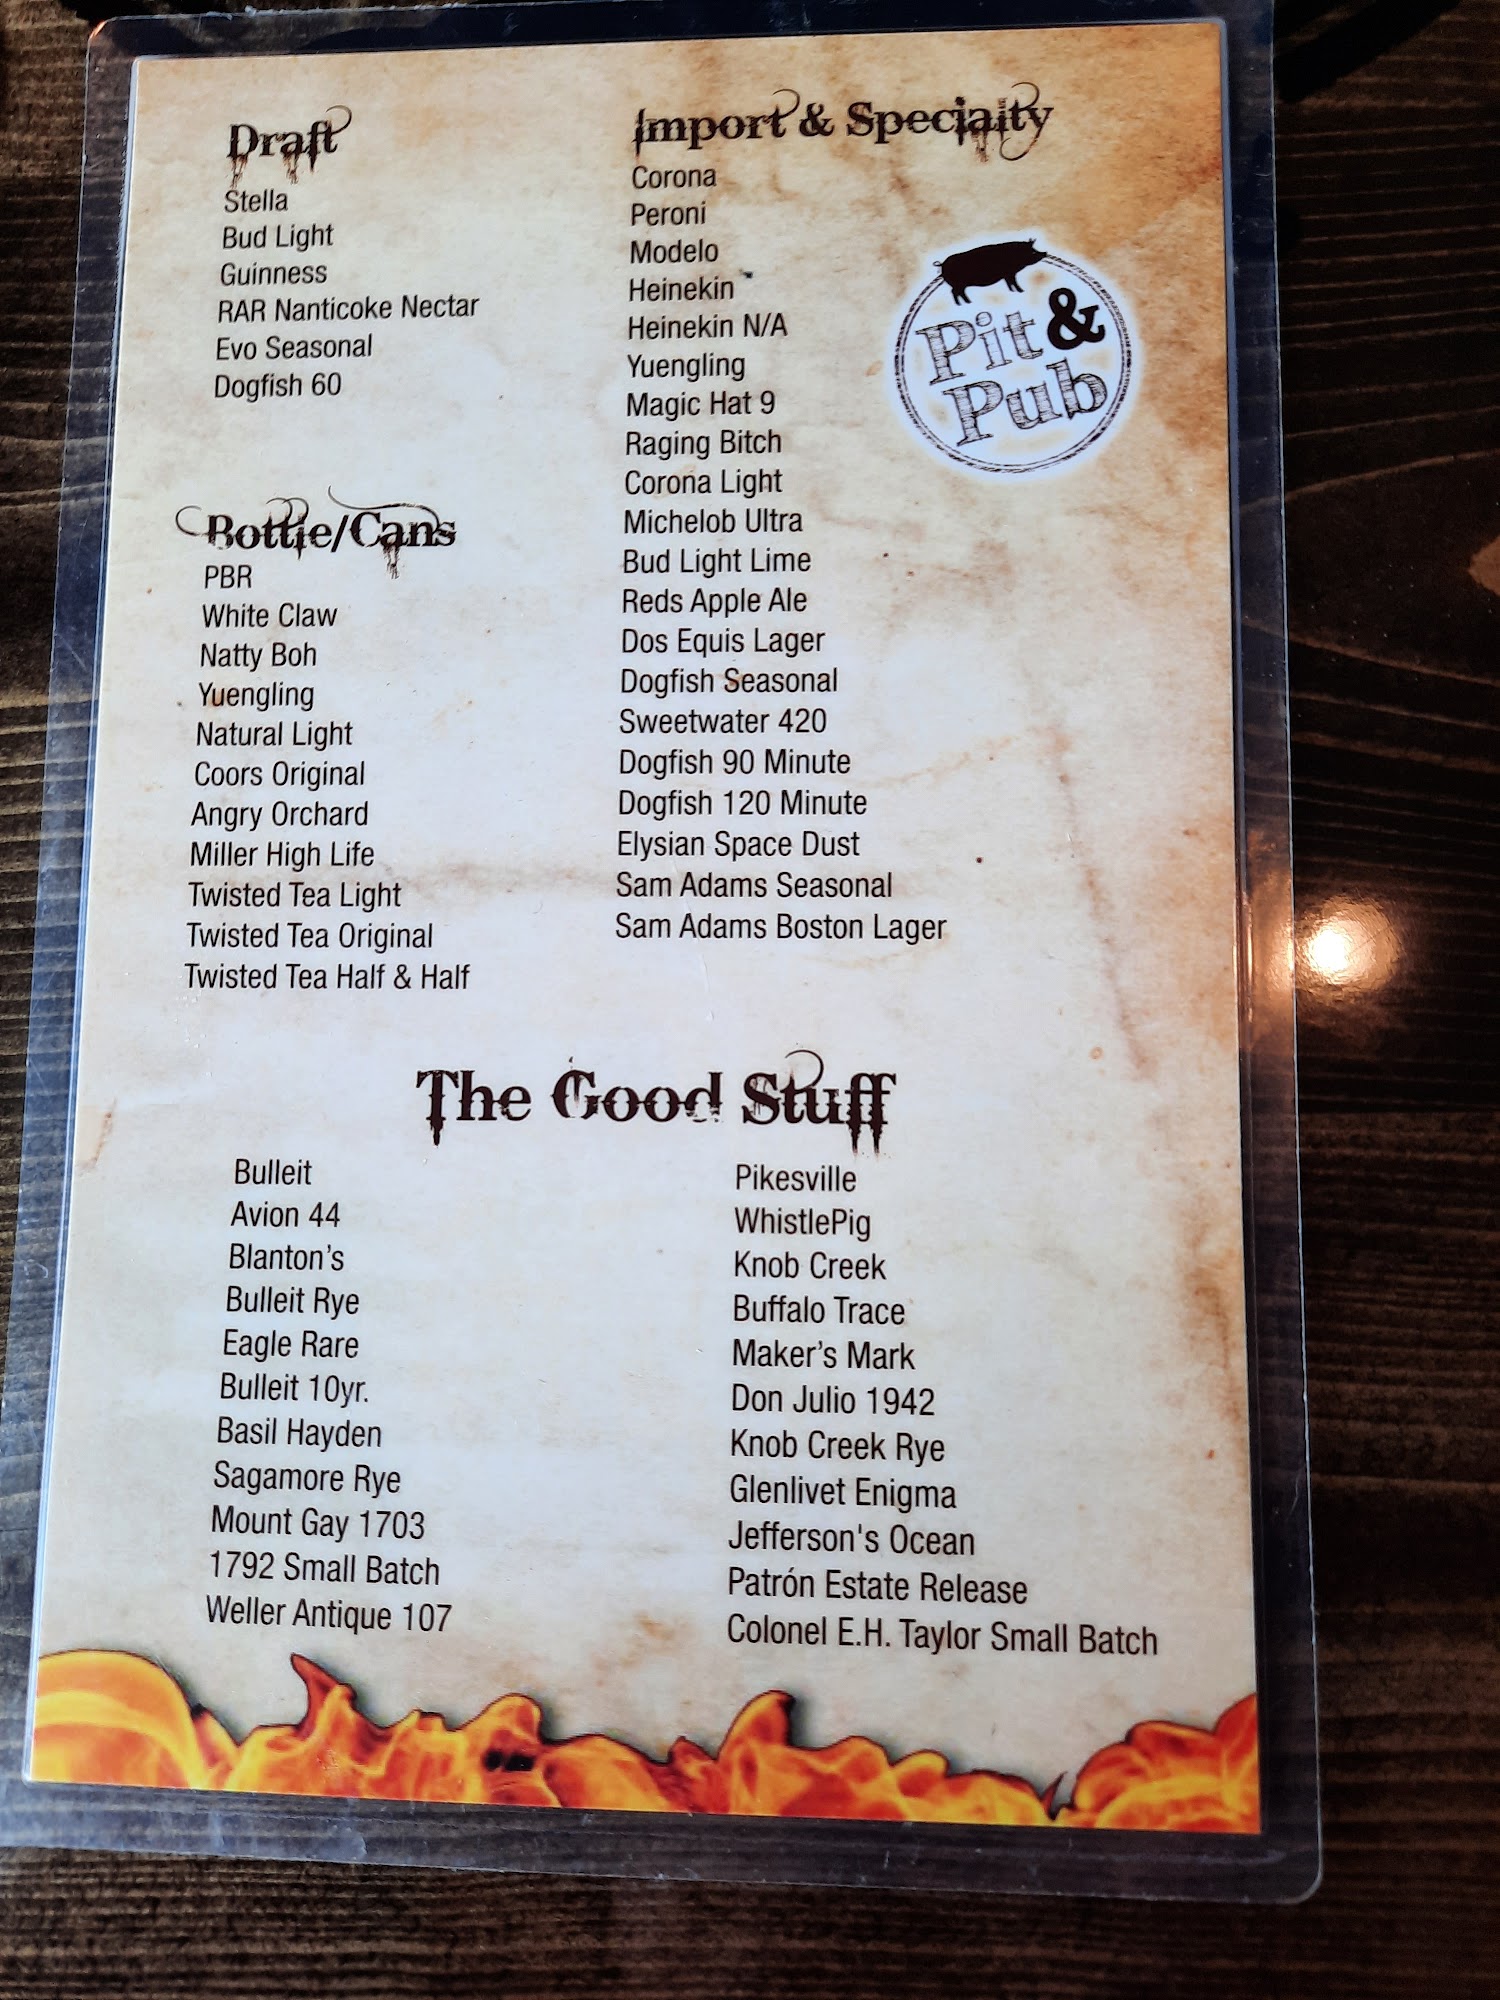 Draft
Stella
Bud Light
Guinness
RAR Nanticoke Nectar
Evo Seasonal
Dogfish 60
Bottle/Cans
PBR
White Claw
Natty Boh
Yuengling
Natural Light
Coors Original
Angry Orchard
Miller High Life
Twisted Tea Light
Twisted Tea Original
Twisted Tea Half & Half
Import & Specialty
Corona
Peroni
Modelo
Heinekin
Heinekin N/A
Yuengling
Magic Hat 9
Raging Bitch
Corona Light
Michelob Ultra
Bud Light Lime
Reds Apple Ale
Dos Equis Lager
Dogfish Seasonal
Sweetwater 420
Dogfish 90 Minute
Dogfish 120 Minute
Elysian Space Dust
Sam Adams Seasonal
Sam Adams Boston Lager
Pit &
Pub
The Good Stuff
Bulleit
Avion 44
Blanton's
Bulleit Rye
Eagle Rare
Bulleit 10yr.
Basil Hayden
Sagamore Rye
Mount Gay 1703
1792 Small Batch
Weller Antique 107
Pikesville
WhistlePig
Knob Creek
Buffalo Trace
Maker's Mark
Don Julio 1942
Knob Creek Rye
Glenlivet Enigma
Jefferson's Ocean
Patrón Estate Release
Colonel E.H. Taylor Small Batch